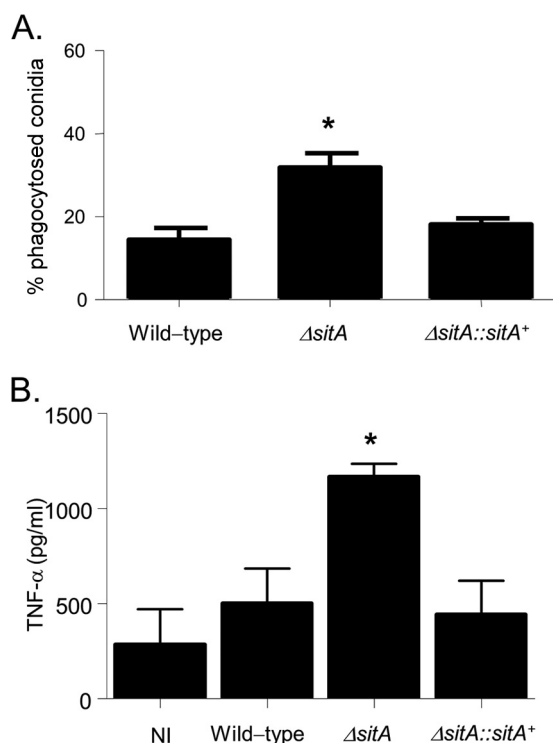 A.
% phagocytosed conidia
60
40
20
0
*
Wild–type ΔsitA ΔsitA::sitA⁺
B.
TNF-α (pg/ml)
1500
1000
500
0
*
NI Wild–type ΔsitA ΔsitA::sitA⁺